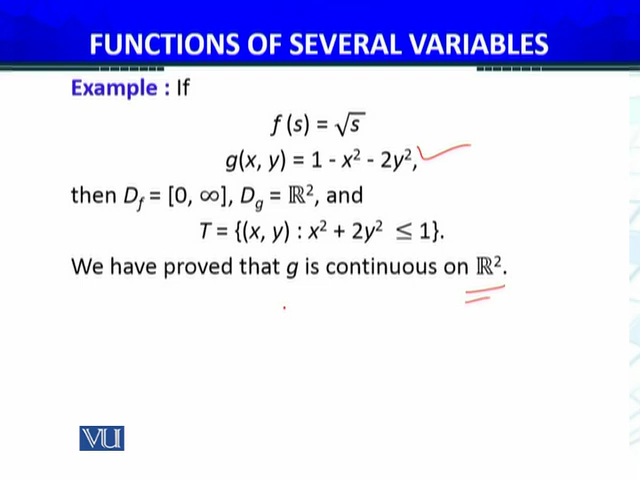 FUNCTIONS OF SEVERAL VARIABLES
Example : If
f (s) = √s
g(x, y) = 1 - x² - 2y²,
then D_f = [0, ∞], D_g = ℝ², and
T = {(x, y) : x² + 2y² ≤ 1}.
We have proved that g is continuous on ℝ².
VU